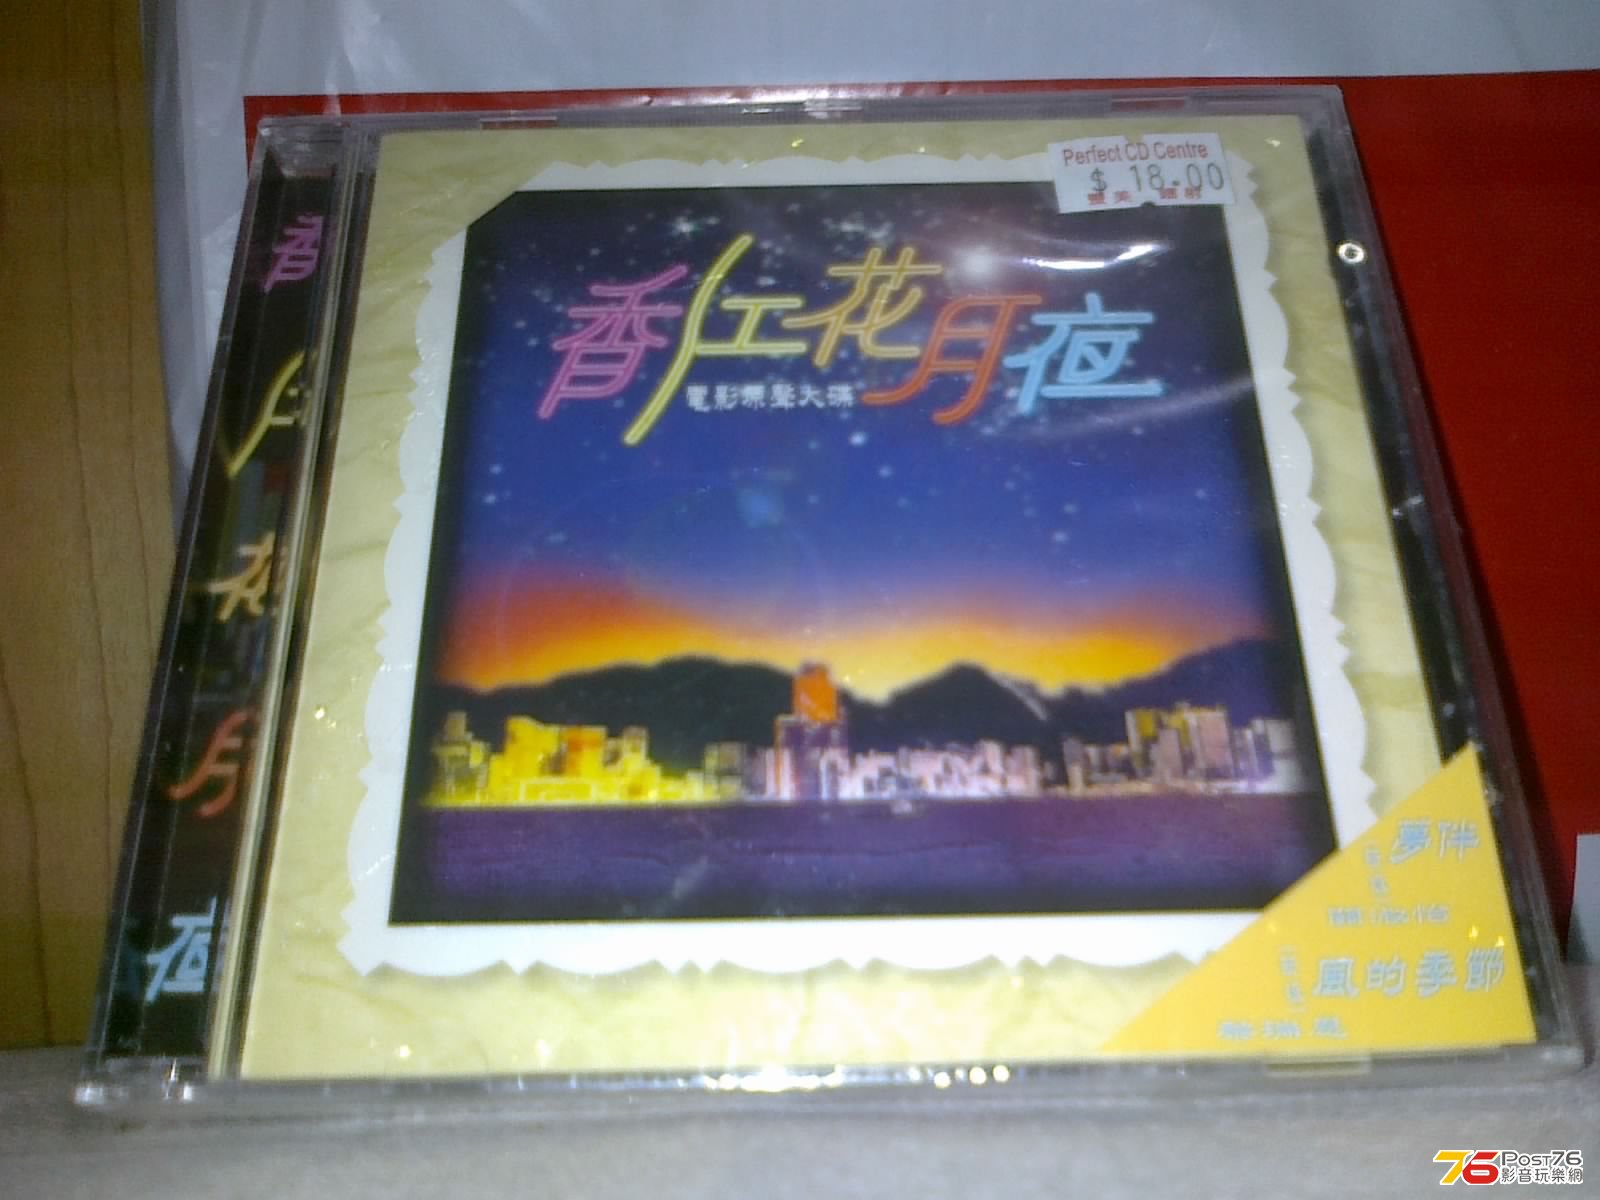 Perfect CD Centre
$ 18.00
香江花月夜
電影原聲大碟
夢伴
風的季節
香
江
花
月
夜
76 Post76
影音玩樂網